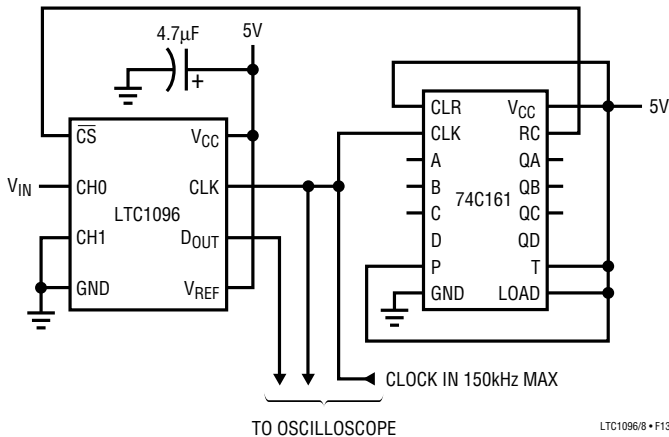 4.7µF
5V
CS
VCC
VIN
CH0
CLK
LTC1096
CH1
DOUT
GND
VREF
CLR
VCC
5V
CLK
RC
A
QA
B
QB
74C161
C
QC
D
QD
P
T
GND
LOAD
CLOCK IN 150kHz MAX
TO OSCILLOSCOPE
LTC1096/8 • F13